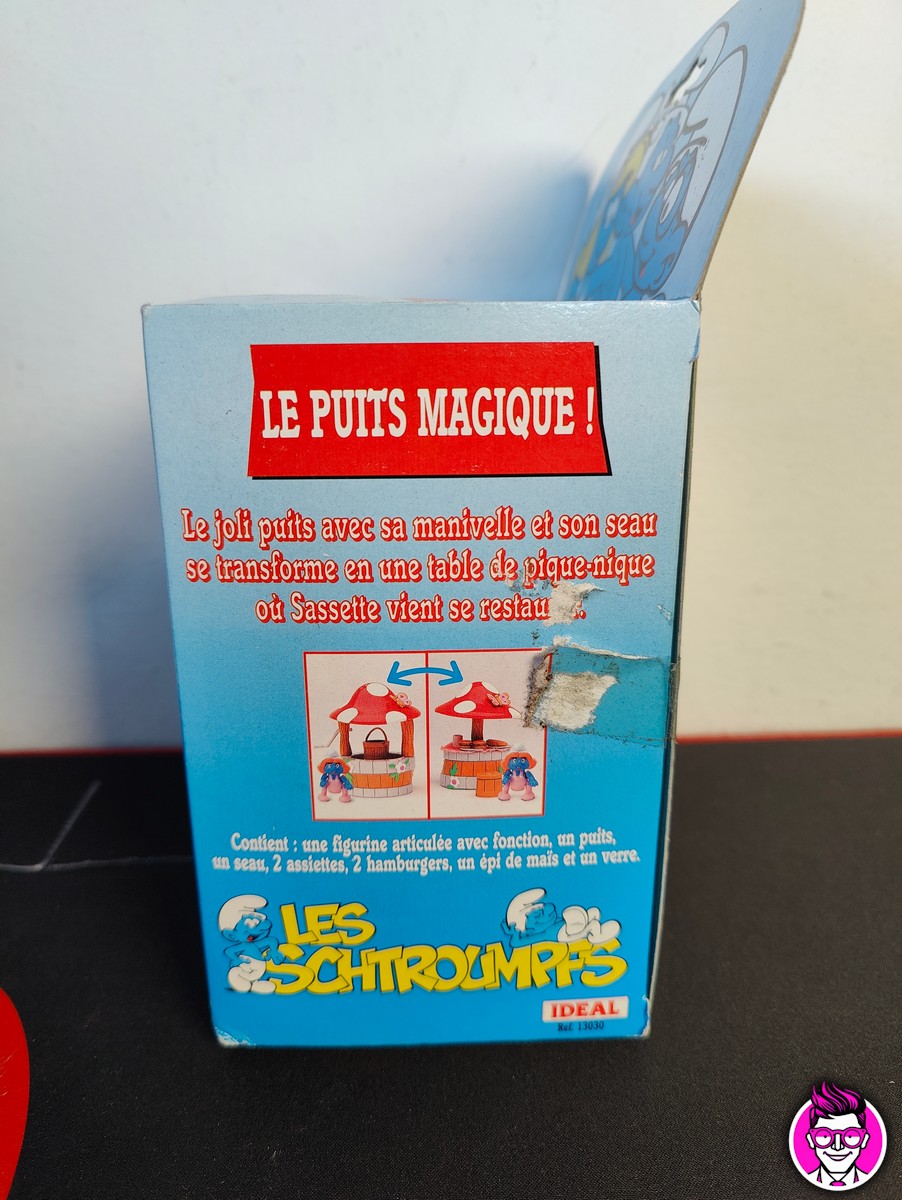 LE PUITS MAGIQUE !
Le joli puits avec sa manivelle et son seau
se transforme en une table de pique-nique
où Sassette vient se
Contient : une figurine articulée avec fonction, un puits,
un seau, 2 assiettes, 2 hamburgers, un épi de maïs et un verre.
LES
SCHTROUMPFS
IDEAL
Réf. 13030